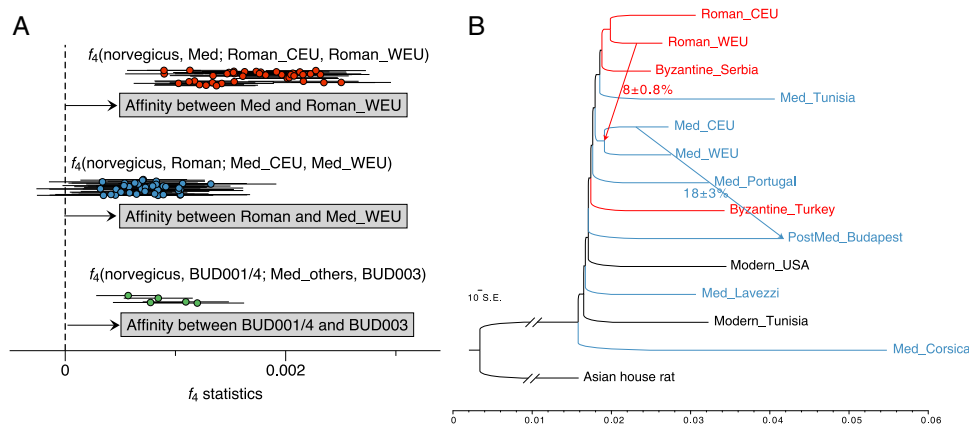 A
f4(norvegicus, Med; Roman_CEU, Roman_WEU)
Affinity between Med and Roman_WEU
f4(norvegicus, Roman; Med_CEU, Med_WEU)
Affinity between Roman and Med_WEU
f4(norvegicus, BUD001/4; Med_others, BUD003)
Affinity between BUD001/4 and BUD003
0
0.002
f4 statistics
B
Roman_CEU
Roman_WEU
Byzantine_Serbia
8±0.8%
Med_Tunisia
Med_CEU
Med_WEU
Med_Portugal
18±3%
Byzantine_Turkey
PostMed_Budapest
Modern_USA
10 S.E.
Med_Lavezzi
Modern_Tunisia
Med_Corsica
Asian house rat
0.00
0.01
0.02
0.03
0.04
0.05
0.06